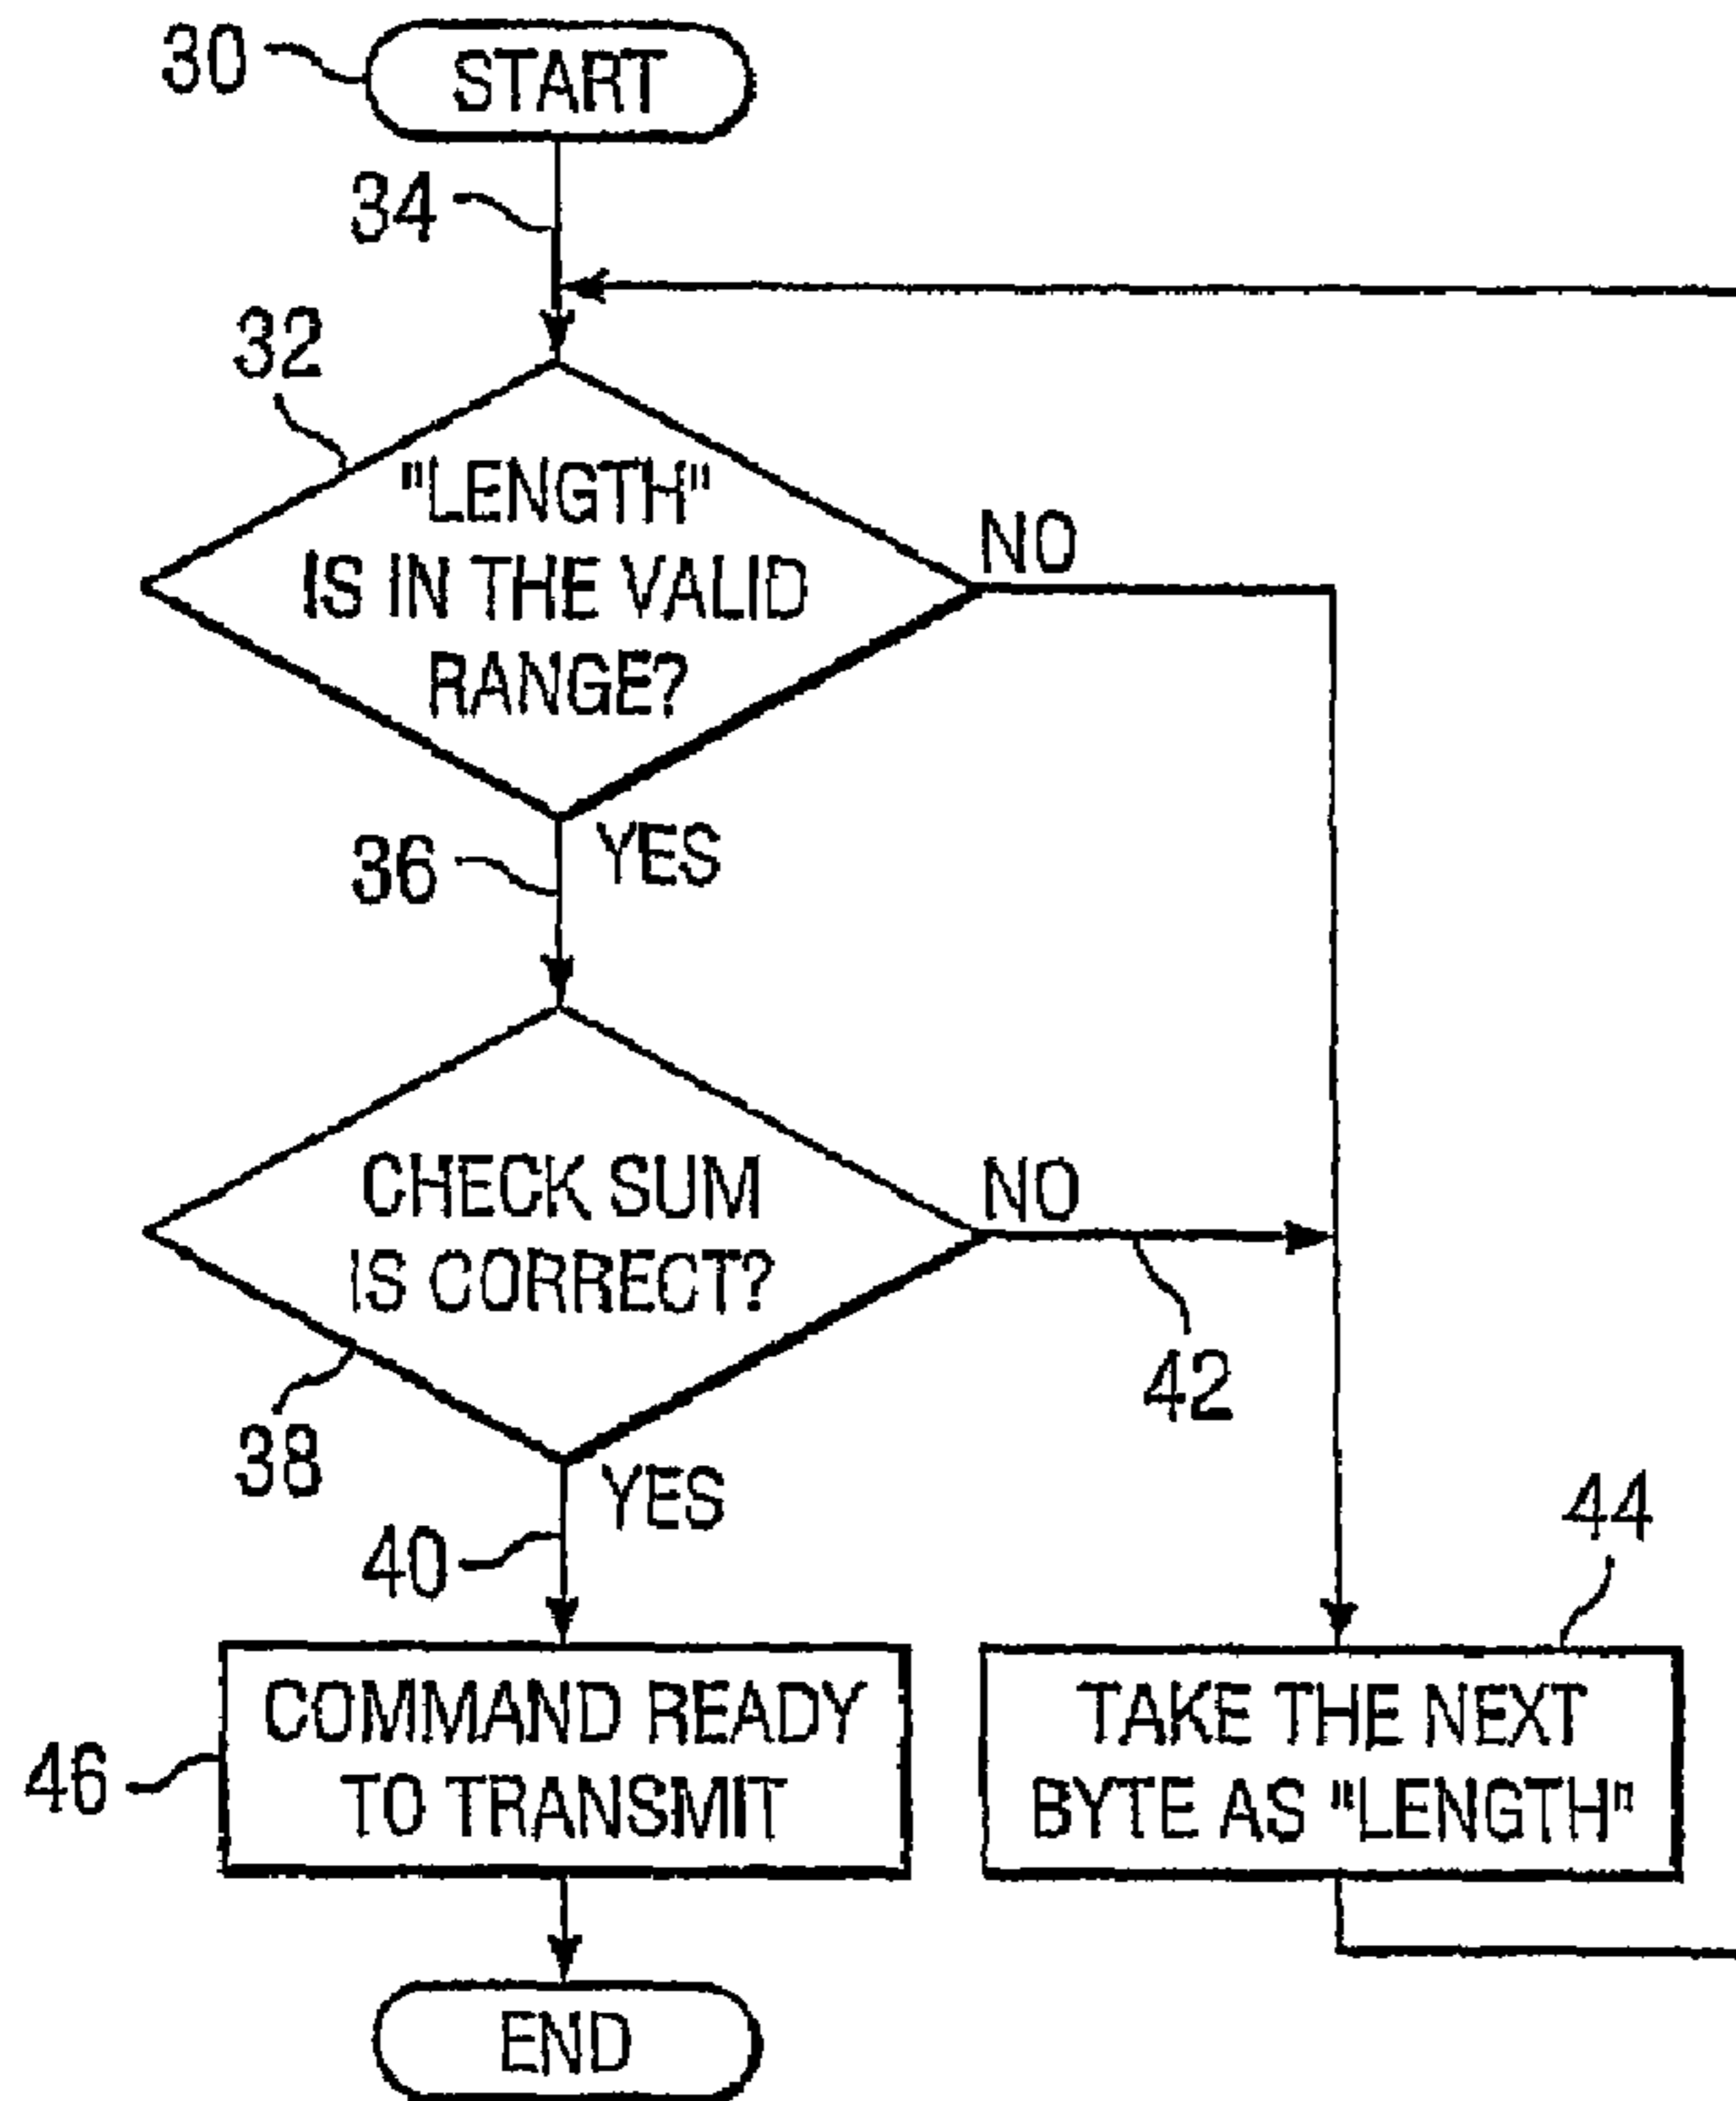 30
START
34
32
"LENGTH"
IS IN THE VALID
RANGE?
NO
36
YES
CHECK SUM
IS CORRECT?
NO
42
38
YES
40
44
COMMAND READY
TO TRANSMIT
46
TAKE THE NEXT
BYTE AS "LENGTH"
END